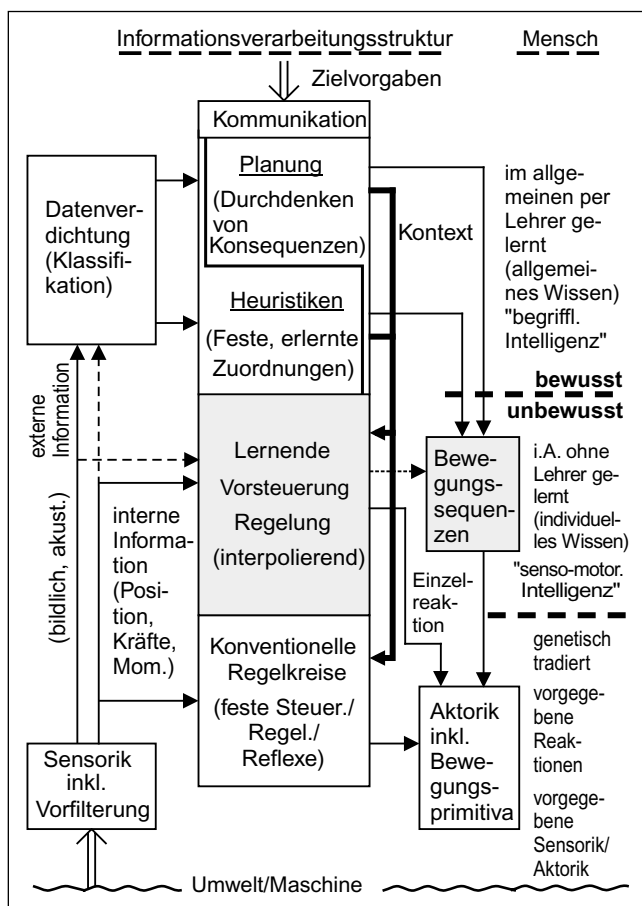 Informationsverarbeitungsstruktur
Mensch
Zielvorgaben
Kommunikation
Planung
(Durchdenken
von
Konsequenzen)
Heuristiken
(Feste, erlernte
Zuordnungen)
Datenver-
dichtung
(Klassifi-
kation)
Kontext
im allge-
meinen per
Lehrer ge-
lernt
(allgemei-
nes Wissen)
"begriffl.
Intelligenz"
bewusst
unbewusst
externe
Information
(bildlich, akust.)
Lernende
Vorsteuerung
Regelung
(interpolierend)
Bewe-
gungs-
sequen-
zen
i.A. ohne
Lehrer ge-
lernt
(individuel-
les Wissen)
"senso-motor.
Intelligenz"
interne
Informa-
tion
(Posi-
tion,
Kräfte,
Mom.)
Einzel-
reak-
tion
Konventionelle
Regelkreise
(feste Steuer./
Regel./
Reflexe)
Aktorik
inkl.
Bewe-
gungs-
primitiva
genetisch
tradiert
vorgege-
bene
Reak-
tionen
vorgege-
bene
Sensorik/
Aktorik
Sensorik
inkl.
Vorfilterung
Umwelt/Maschine